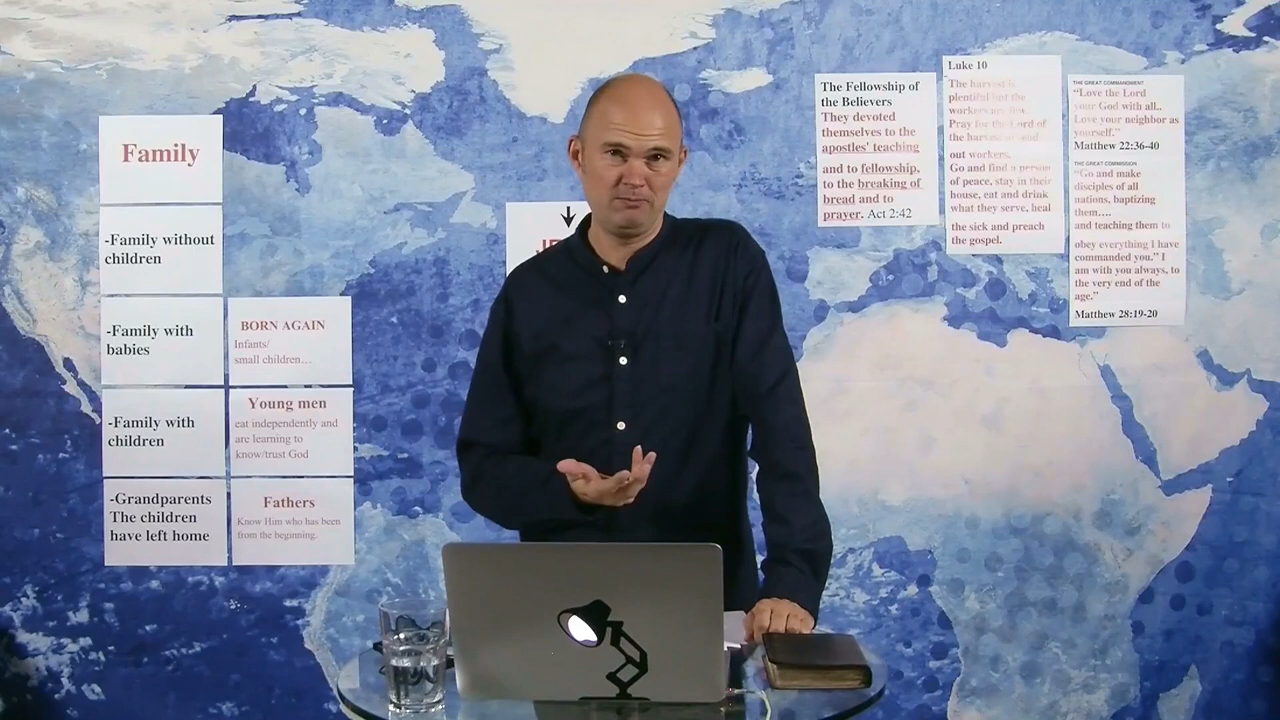 Family
-Family without
children
-Family with
babies
-Family with
children
-Grandparents
The children
have left home
BORN AGAIN
Infants/
small children...
Young men
eat independently and
are learning to
know/trust God
Fathers
Know Him who has been
from the beginning.
The Fellowship of
the Believers
They devoted
themselves to the
apostles' teaching
and to fellowship,
to the breaking of
bread and to
prayer. Act 2:42
Luke 10
"The harvest is
plentiful but the
workers are few.
Pray for the Lord of
the harvest send
out workers.
Go and find a person
of peace, stay in their
house, eat and drink
what they serve, heal
the sick and preach
the gospel.
THE GREAT COMMANDMENT
"Love the Lord
your God with all..
Love your neighbor as
yourself."
Matthew 22:36-40
THE GREAT COMMISSION
"Go and make
disciples of all
nations, baptizing
them....
and teaching them to
obey everything I have
commanded you." I
am with you always, to
the very end of the
age."
Matthew 28:19-20